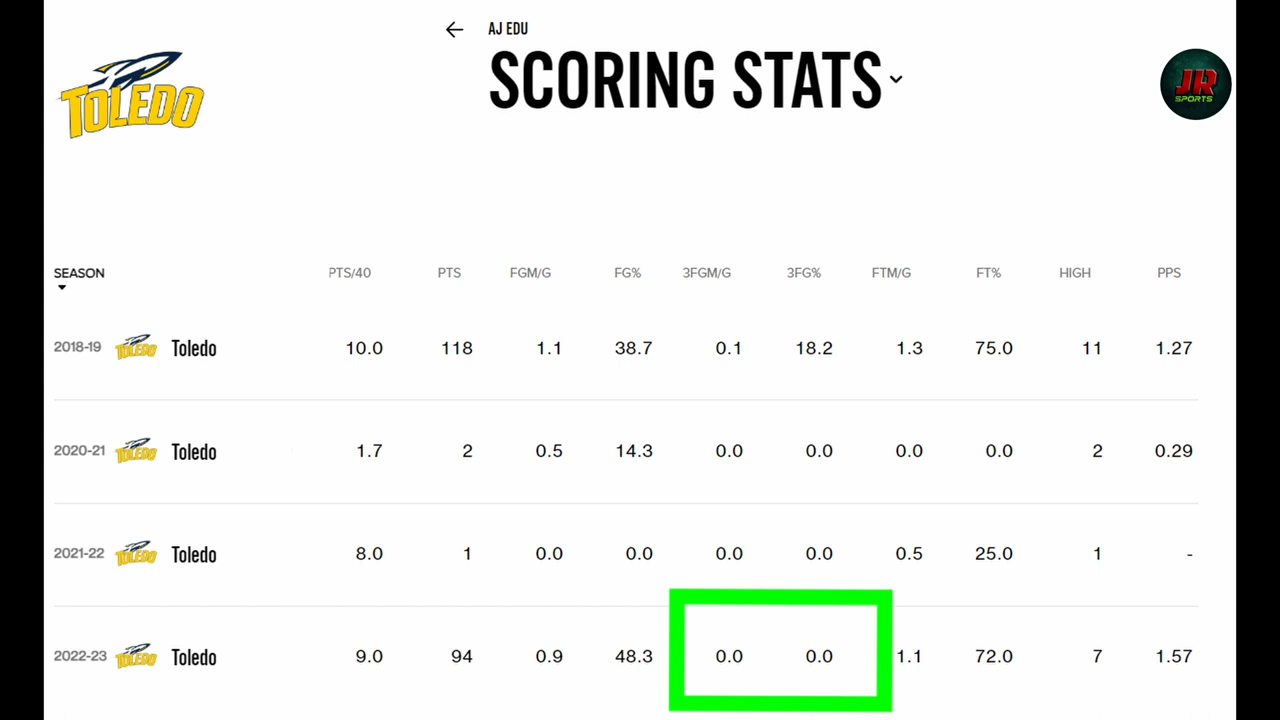 ← AJ EDU
SCORING STATS
TOLEDO
JR
SPORTS
SEASON PTS/40 PTS FGM/G FG% 3FGM/G 3FG% FTM/G FT% HIGH PPS
2018-19 TOLEDO Toledo 10.0 118 1.1 38.7 0.1 18.2 1.3 75.0 11 1.27
2020-21 TOLEDO Toledo 1.7 2 0.5 14.3 0.0 0.0 0.0 0.0 2 0.29
2021-22 TOLEDO Toledo 8.0 1 0.0 0.0 0.0 0.0 0.5 25.0 1 -
2022-23 TOLEDO Toledo 9.0 94 0.9 48.3 0.0 0.0 1.1 72.0 7 1.57